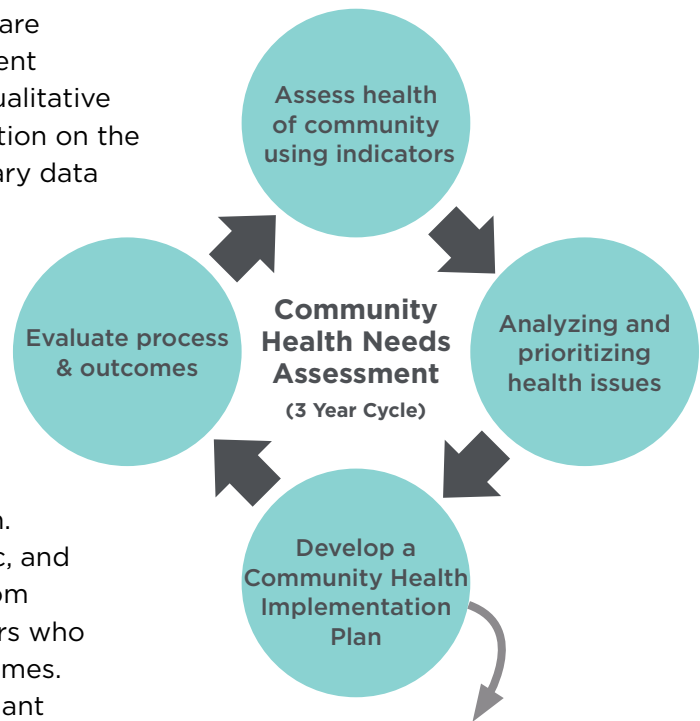 are
ent
ualitative
tion on the
ary data
n.
c, and
om
rs who
mes.
ant
Assess health
of community
using indicators
Analyzing and
prioritizing
health issues
Develop a
Community Health
Implementation
Plan
Evaluate process
& outcomes
Community
Health Needs
Assessment
(3 Year Cycle)